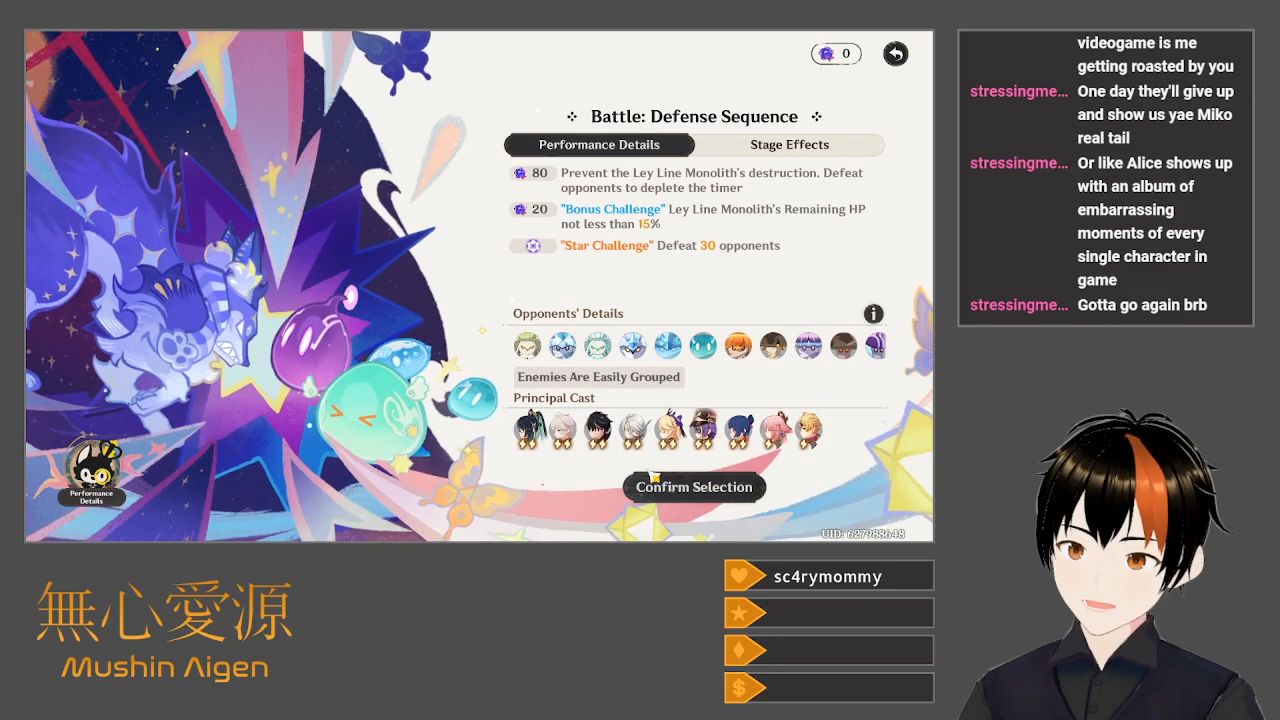 0
Battle: Defense Sequence
Performance Details
Stage Effects
80 Prevent the Ley Line Monolith's destruction. Defeat
opponents to deplete the timer
20 "Bonus Challenge" Ley Line Monolith's Remaining HP
not less than 15%
"Star Challenge" Defeat 30 opponents
Opponents' Details
Enemies Are Easily Grouped
Principal Cast
Confirm Selection
Performance
Details
UID: 627988648
videogame is me
getting roasted by you
stressingme... One day they'll give up
and show us yae Miko
real tail
stressingme... Or like Alice shows up
with an album of
embarrassing
moments of every
single character in
game
stressingme... Gotta go again brb
無心愛源
Mushin Aigen
sc4rymommy